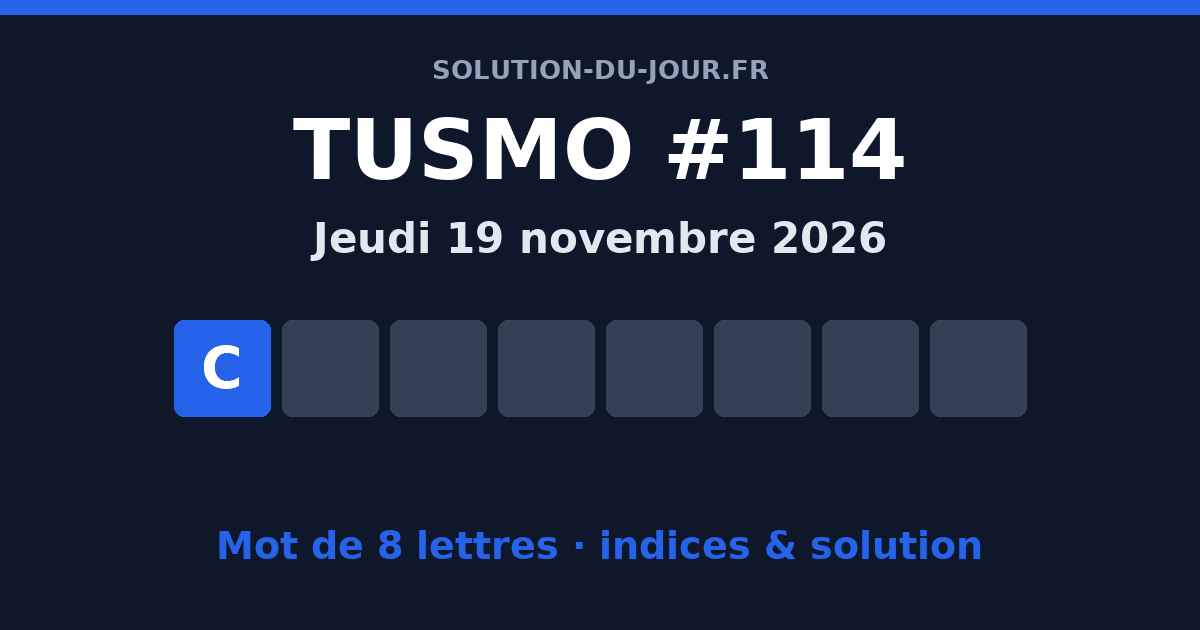 SOLUTION-DU-JOUR.FR
TUSMO #114
Jeudi 19 novembre 2026
C
Mot de 8 lettres · indices & solution